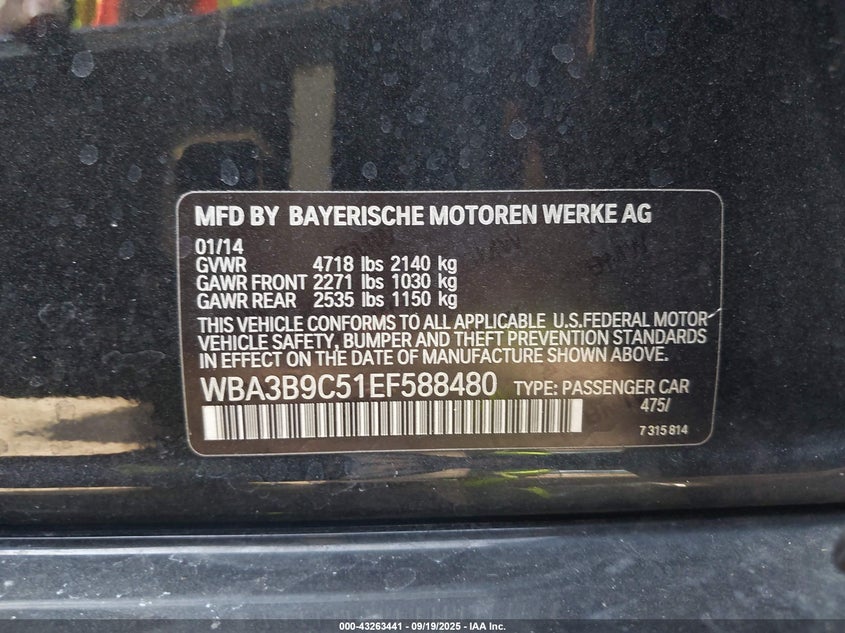 MFD BY BAYERISCHE MOTOREN WERKE AG
01/14
GVWR 4718 lbs 2140 kg
GAWR FRONT 2271 lbs 1030 kg
GAWR REAR 2535 lbs 1150 kg
THIS VEHICLE CONFORMS TO ALL APPLICABLE U.S.FEDERAL MOTOR
VEHICLE SAFETY, BUMPER AND THEFT PREVENTION STANDARDS
IN EFFECT ON THE DATE OF MANUFACTURE SHOWN ABOVE.
WBA3B9C51EF588480 TYPE: PASSENGER CAR
475/
7 315 814
000-43263441 - 09/19/2025 - IAA Inc.